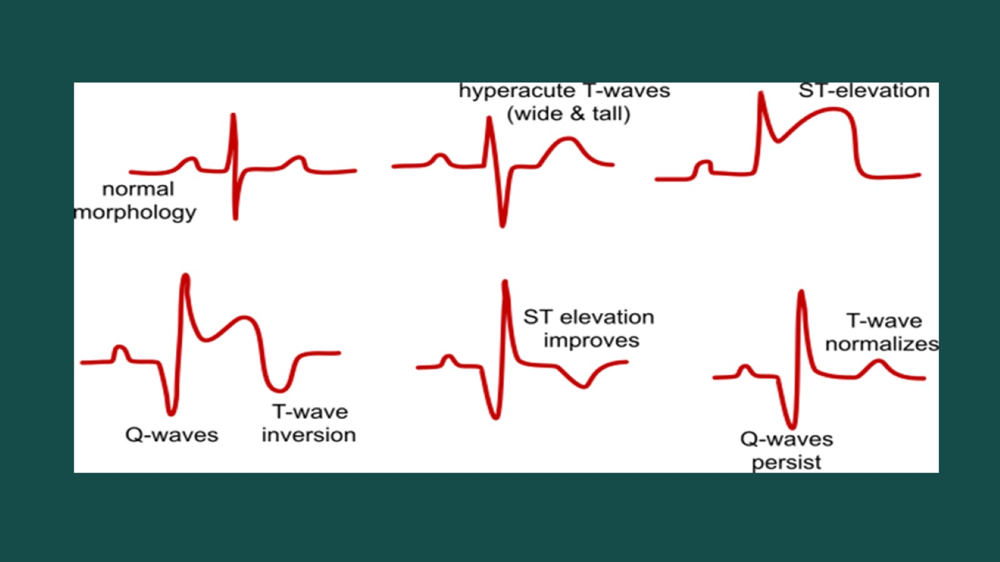 normal
morphology
hyperacute T-waves
(wide & tall)
ST-elevation
Q-waves
T-wave
inversion
ST elevation
improves
T-wave
normalizes
Q-waves
persist